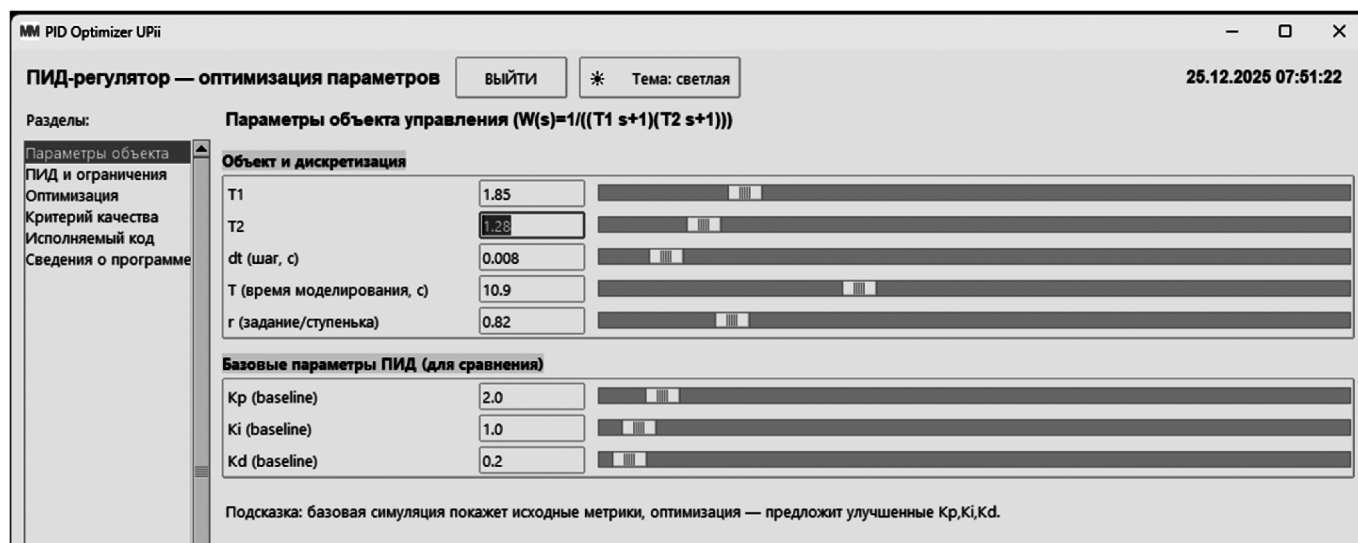 MM PID Optimizer UPii
ПИД-регулятор — оптимизация параметров ВЫЙТИ Тема: светлая 25.12.2025 07:51:22
Разделы:
Параметры объекта
ПИД и ограничения
Оптимизация
Критерий качества
Исполняемый код
Сведения о программе
Параметры объекта управления (W(s)=1/((T1 s+1)(T2 s+1)))
Объект и дискретизация
T1 1.85
T2 1.28
dt (шаг, с) 0.008
T (время моделирования, с) 10.9
r (задание/ступенька) 0.82
Базовые параметры ПИД (для сравнения)
Kp (baseline) 2.0
Ki (baseline) 1.0
Kd (baseline) 0.2
Подсказка: базовая симуляция покажет исходные метрики, оптимизация — предложит улучшенные Kp,Ki,Kd.